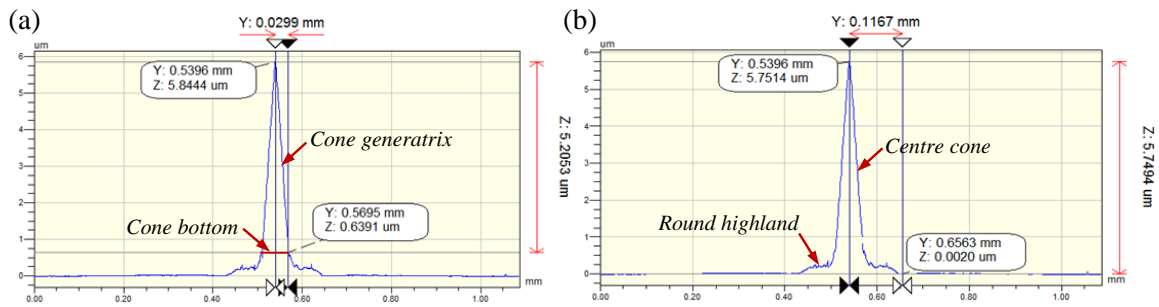 (a)
Y: 0.0299 mm
um
6
5
4
3
2
1
0
Y: 0.5396 mm
Z: 5.8444 um
Cone generatrix
Cone bottom
Y: 0.5695 mm
Z: 0.6391 um
Z: 5.2053 um
mm
0.00 0.20 0.40 0.60 0.80 1.00
(b)
Y: 0.1167 mm
um
6
5
4
3
2
1
0
Y: 0.5396 mm
Z: 5.7514 um
Centre cone
Round highland
Y: 0.6563 mm
Z: 0.0020 um
Z: 5.7494 um
mm
0.00 0.20 0.40 0.60 0.80 1.00